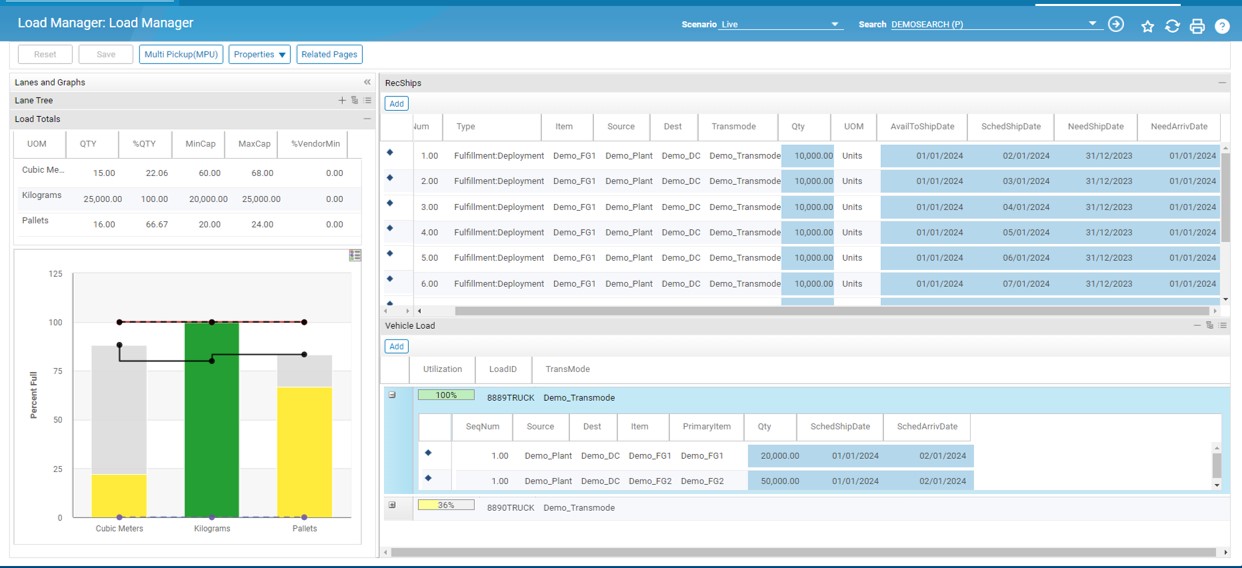 Load Manager: Load Manager
Scenario Live
Search DEMOSEARCH (P)
Reset Save Multi Pickup(MPU) Properties Related Pages
Lanes and Graphs
Lane Tree
Load Totals
UOM QTY %QTY MinCap MaxCap %VendorMin
Cubic Me... 15.00 22.06 60.00 68.00 0.00
Kilograms 25,000.00 100.00 20,000.00 25,000.00 0.00
Pallets 16.00 66.67 20.00 24.00 0.00
125
100
75
50
25
0
Percent Full
Cubic Meters Kilograms Pallets
RecShips
Add
Num Type Item Source Dest Transmode Qty UOM AvailToShipDate SchedShipDate NeedShipDate NeedArrivDate
1.00 Fulfillment:Deployment Demo_FG1 Demo_Plant Demo_DC Demo_Transmode 10,000.00 Units 01/01/2024 02/01/2024 31/12/2023 01/01/2024
2.00 Fulfillment:Deployment Demo_FG1 Demo_Plant Demo_DC Demo_Transmode 10,000.00 Units 01/01/2024 03/01/2024 31/12/2023 01/01/2024
3.00 Fulfillment:Deployment Demo_FG1 Demo_Plant Demo_DC Demo_Transmode 10,000.00 Units 01/01/2024 04/01/2024 31/12/2023 01/01/2024
4.00 Fulfillment:Deployment Demo_FG1 Demo_Plant Demo_DC Demo_Transmode 10,000.00 Units 01/01/2024 05/01/2024 31/12/2023 01/01/2024
5.00 Fulfillment:Deployment Demo_FG1 Demo_Plant Demo_DC Demo_Transmode 10,000.00 Units 01/01/2024 06/01/2024 31/12/2023 01/01/2024
6.00 Fulfillment:Deployment Demo_FG1 Demo_Plant Demo_DC Demo_Transmode 10,000.00 Units 01/01/2024 07/01/2024 31/12/2023 01/01/2024
Vehicle Load
Add
Utilization LoadID TransMode
100% 8889TRUCK Demo_Transmode
SeqNum Source Dest Item PrimaryItem Qty SchedShipDate SchedArrivDate
1.00 Demo_Plant Demo_DC Demo_FG1 Demo_FG1 20,000.00 01/01/2024 02/01/2024
1.00 Demo_Plant Demo_DC Demo_FG2 Demo_FG2 50,000.00 01/01/2024 02/01/2024
36% 8890TRUCK Demo_Transmode